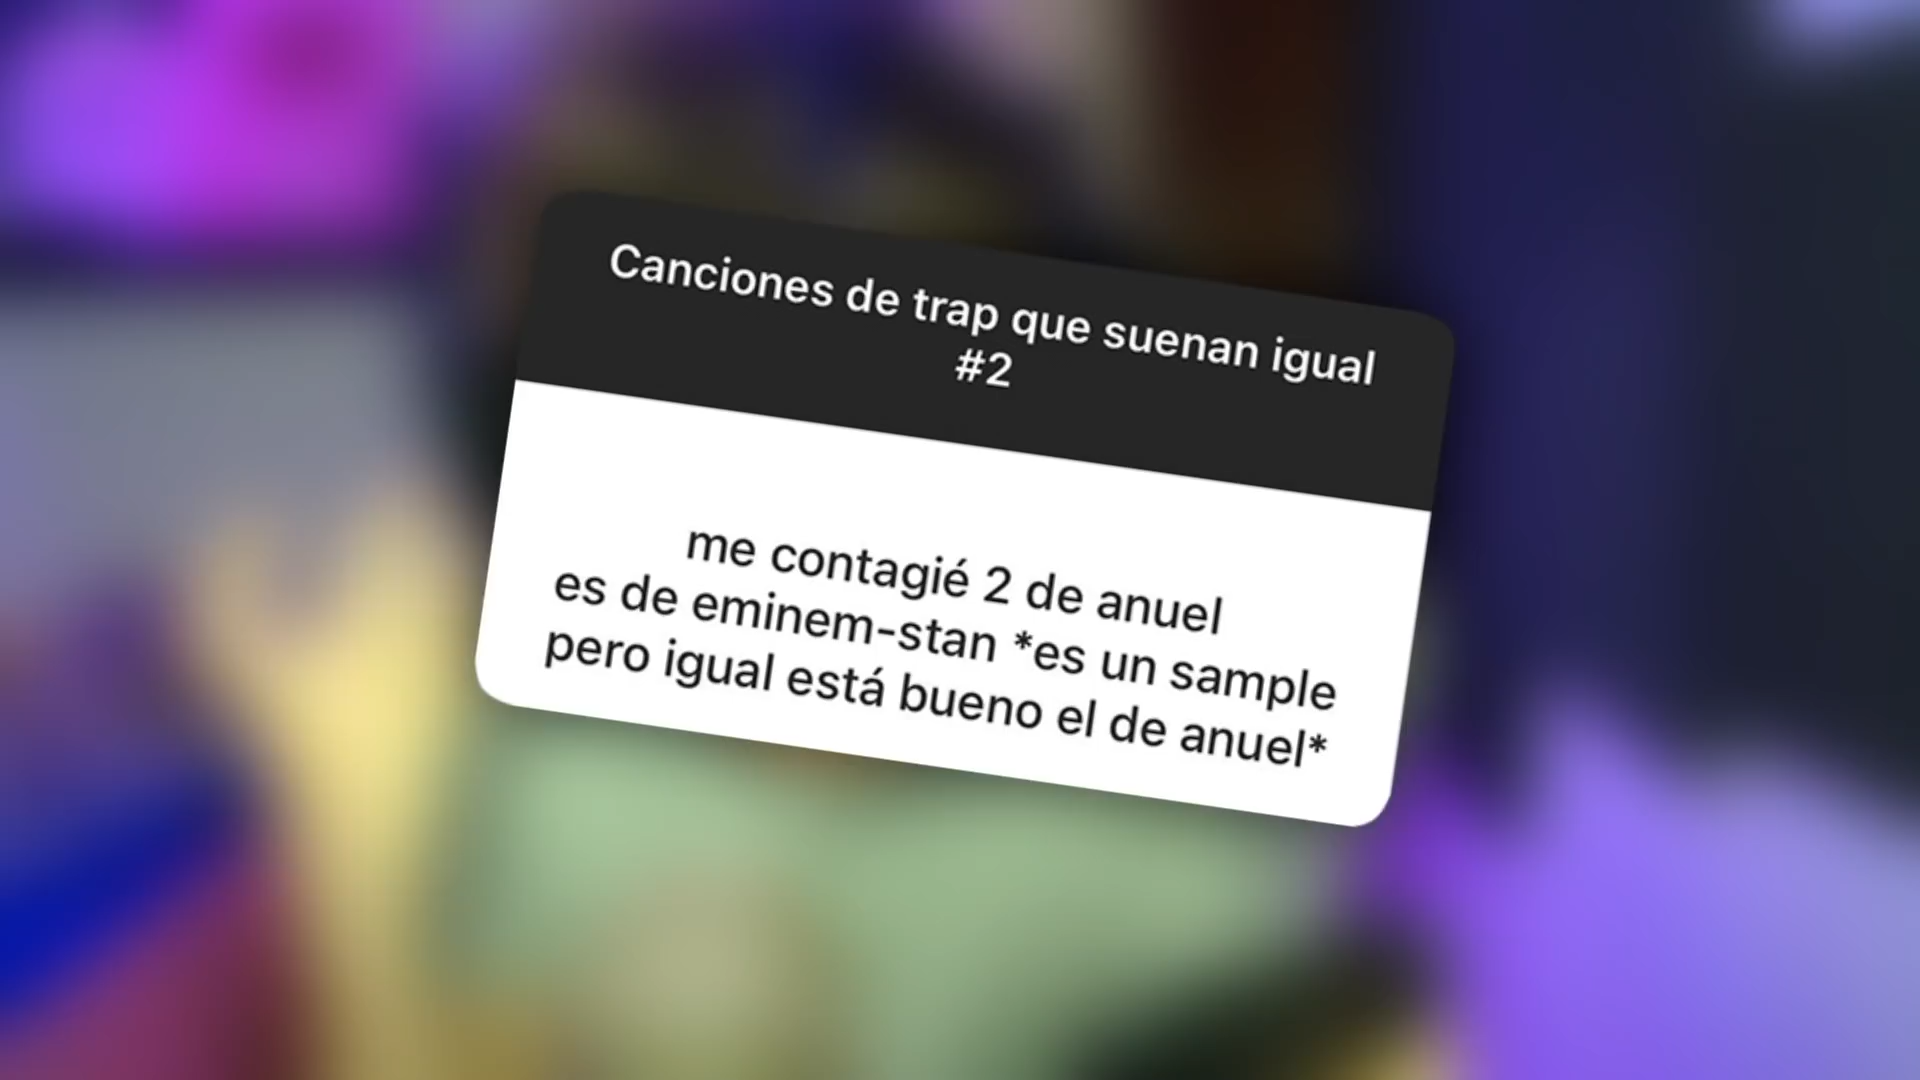 Canciones de trap que suenan igual
#2
me contagié 2 de anuel
es de eminem-stan *es un sample
pero igual está bueno el de anuel*